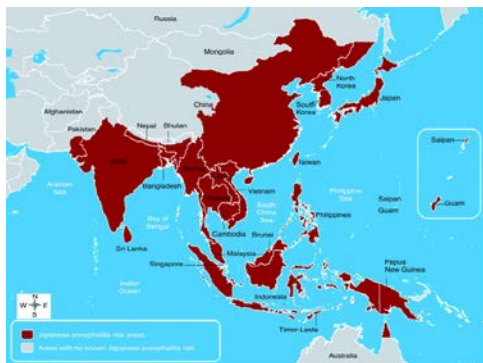 Russia
Mongolia
North
Korea
Afghanistan
China
South
Korea
Japan
Pakistan
Nepal
Bhutan
Saipan
India
Taiwan
Guam
Bangladesh
Arabian
Sea
Vietnam
Philippine
Sea
Saipan
Guam
Bay of
Bengal
South
China
Sea
Philippines
Cambodia
Brunei
Sri Lanka
Malaysia
Singapore
Papua
New Guinea
Indian
Ocean
Indonesia
N
W E
S
Timor-Leste
Japanese encephalitis risk areas
Areas with no known Japanese encephalitis risk
Australia